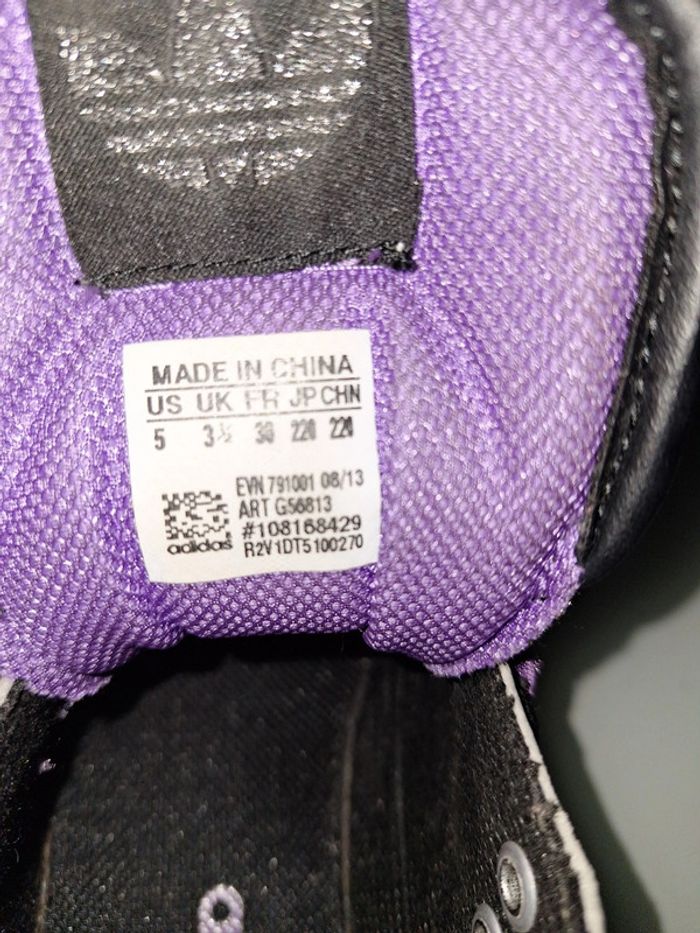 MADE IN CHINA
US UK FR JP CHN
5 3½ 36 220 220
EVN 791001 08/13
ART G56813
#108168429
R2V1DT5100270
adidas